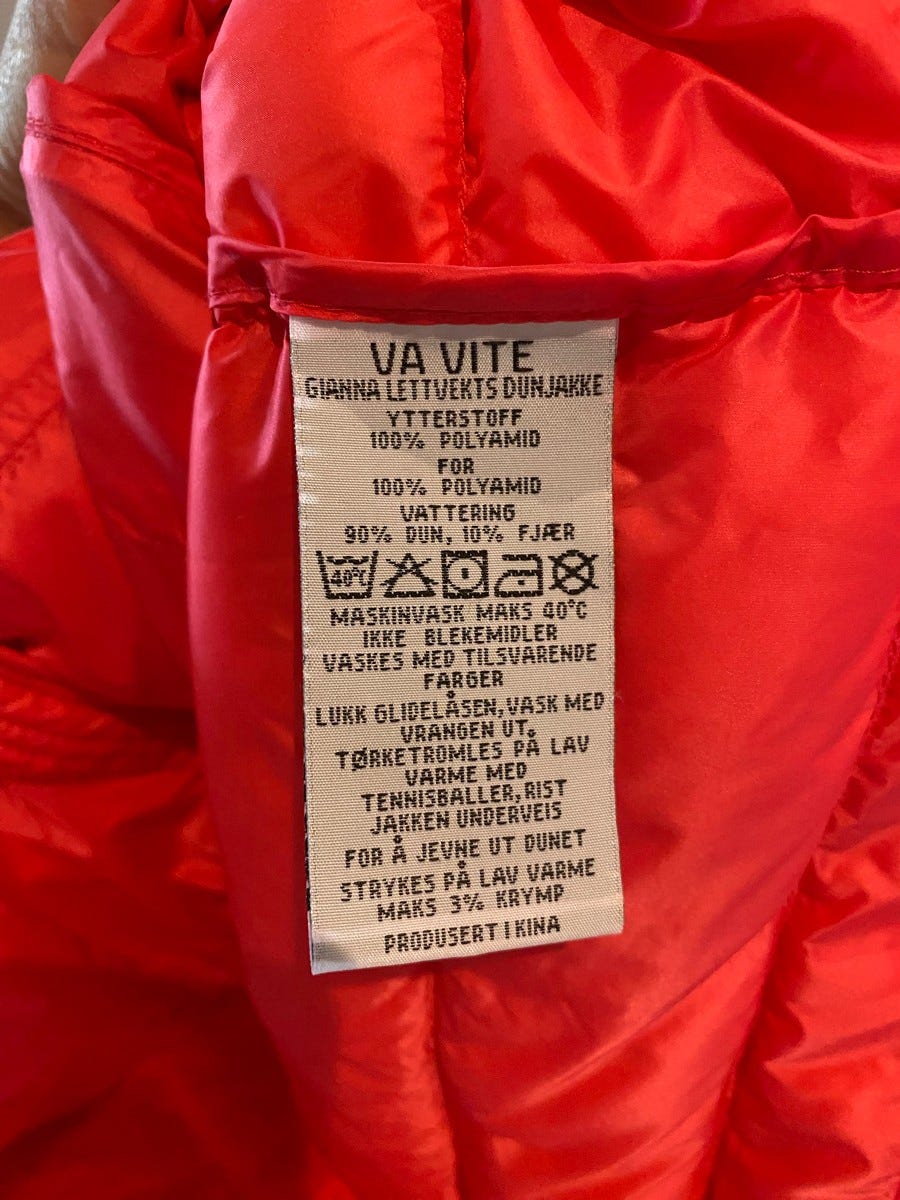 VA VITE
GIANNA LETTVEKTS DUNJAKKE
YTTERSTOFF
100% POLYAMID
FOR
100% POLYAMID
VATTERING
90% DUN, 10% FJÆR
40°C
MASKINVASK MAKS 40°C
IKKE BLEKEMIDLER
VASKES MED TILSVARENDE
FARGER
LUKK GLIDELÅSEN, VASK MED
VRANGEN UT.
TØRKETROMLES PÅ LAV
VARME MED
TENNISBALLER, RIST
JAKKEN UNDERVEIS
FOR Å JEVNE UT DUNET
STRYKES PÅ LAV VARME
MAKS 3% KRYMP
PRODUSERT I KINA